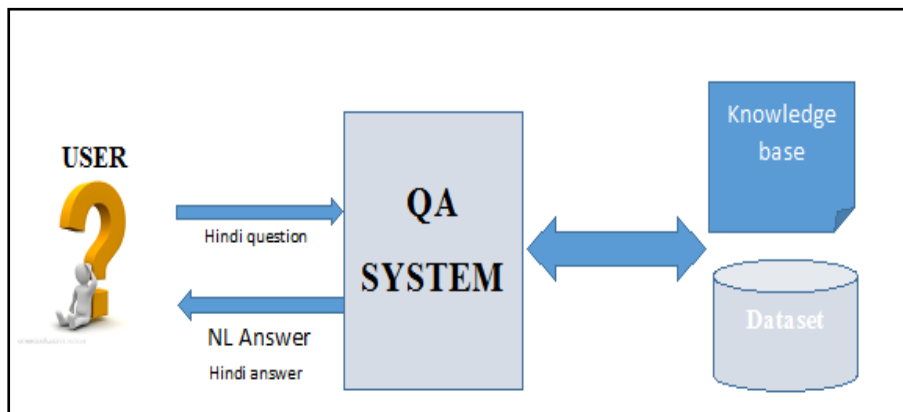 USER
Hindi question
NL Answer
Hindi answer
QA
SYSTEM
Knowledge
base
Dataset